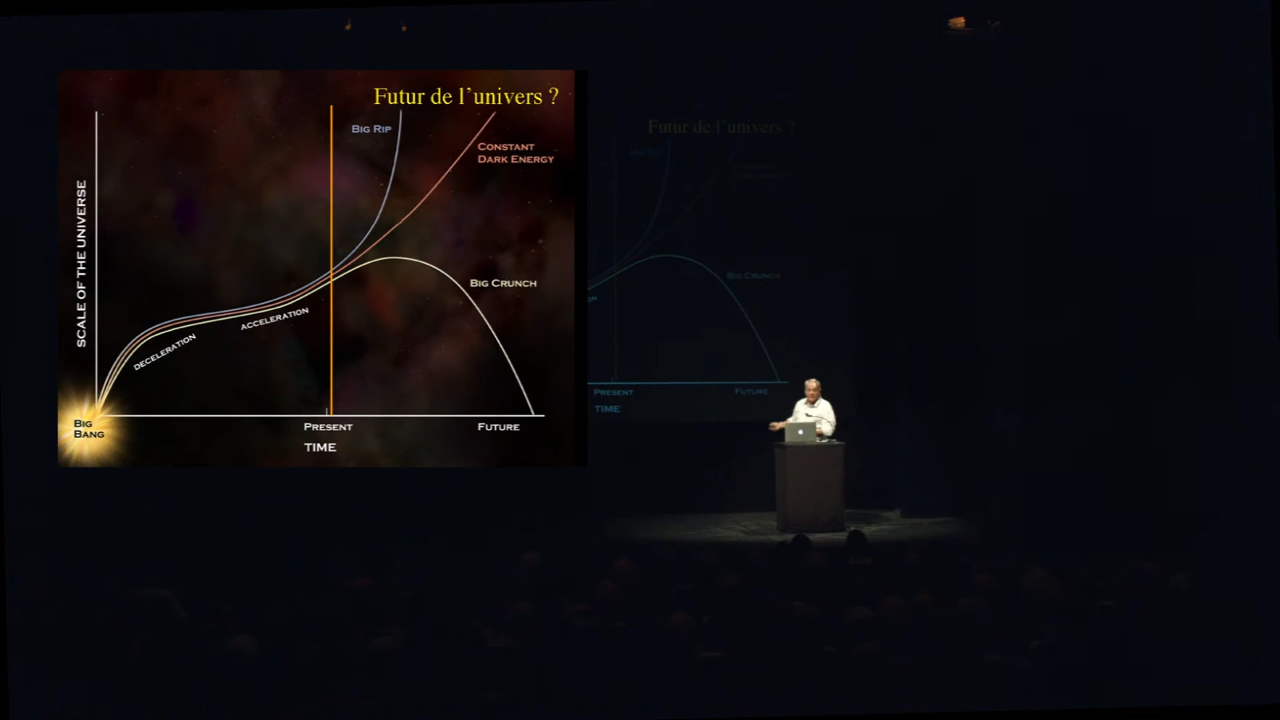 Futur de l’univers ?
BIG RIP
CONSTANT
DARK ENERGY
SCALE OF THE UNIVERSE
BIG CRUNCH
ACCELERATION
DECELERATION
BIG
BANG
PRESENT
FUTURE
TIME
Futur de l’univers ?
BIG CRUNCH
PRESENT
FUTURE
TIME